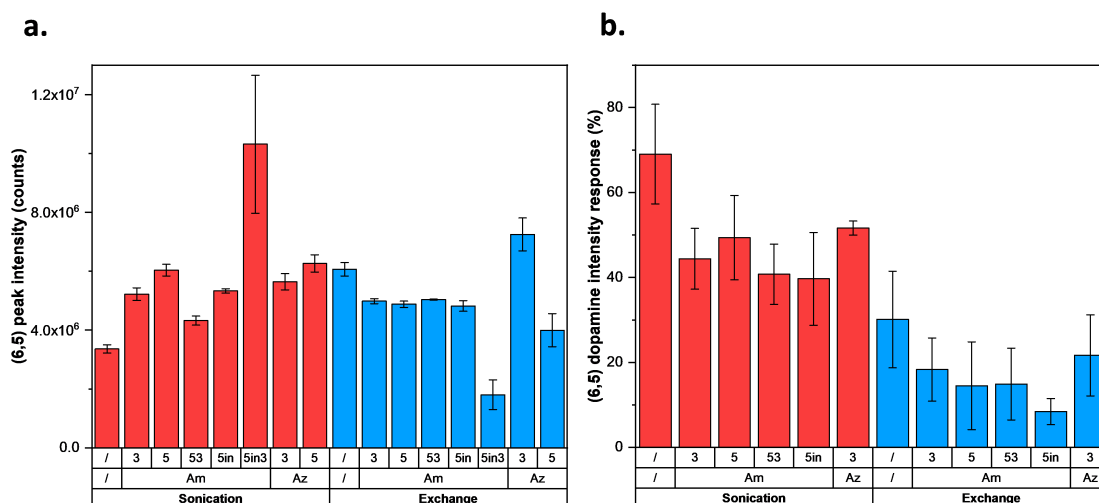 a.
(6,5) peak intensity (counts)
1.2x10⁷
8.0x10⁶
4.0x10⁶
0.0
/ 3 5 53 5in 5in3 3 5 / 3 5 53 5in 5in3 3 5
/ Am Az / Am Az
Sonication Exchange
b.
(6,5) dopamine intensity response (%)
80
60
40
20
0
/ 3 5 53 5in 3 / 3 5 53 5in 3
/ Am Az / Am Az
Sonication Exchange